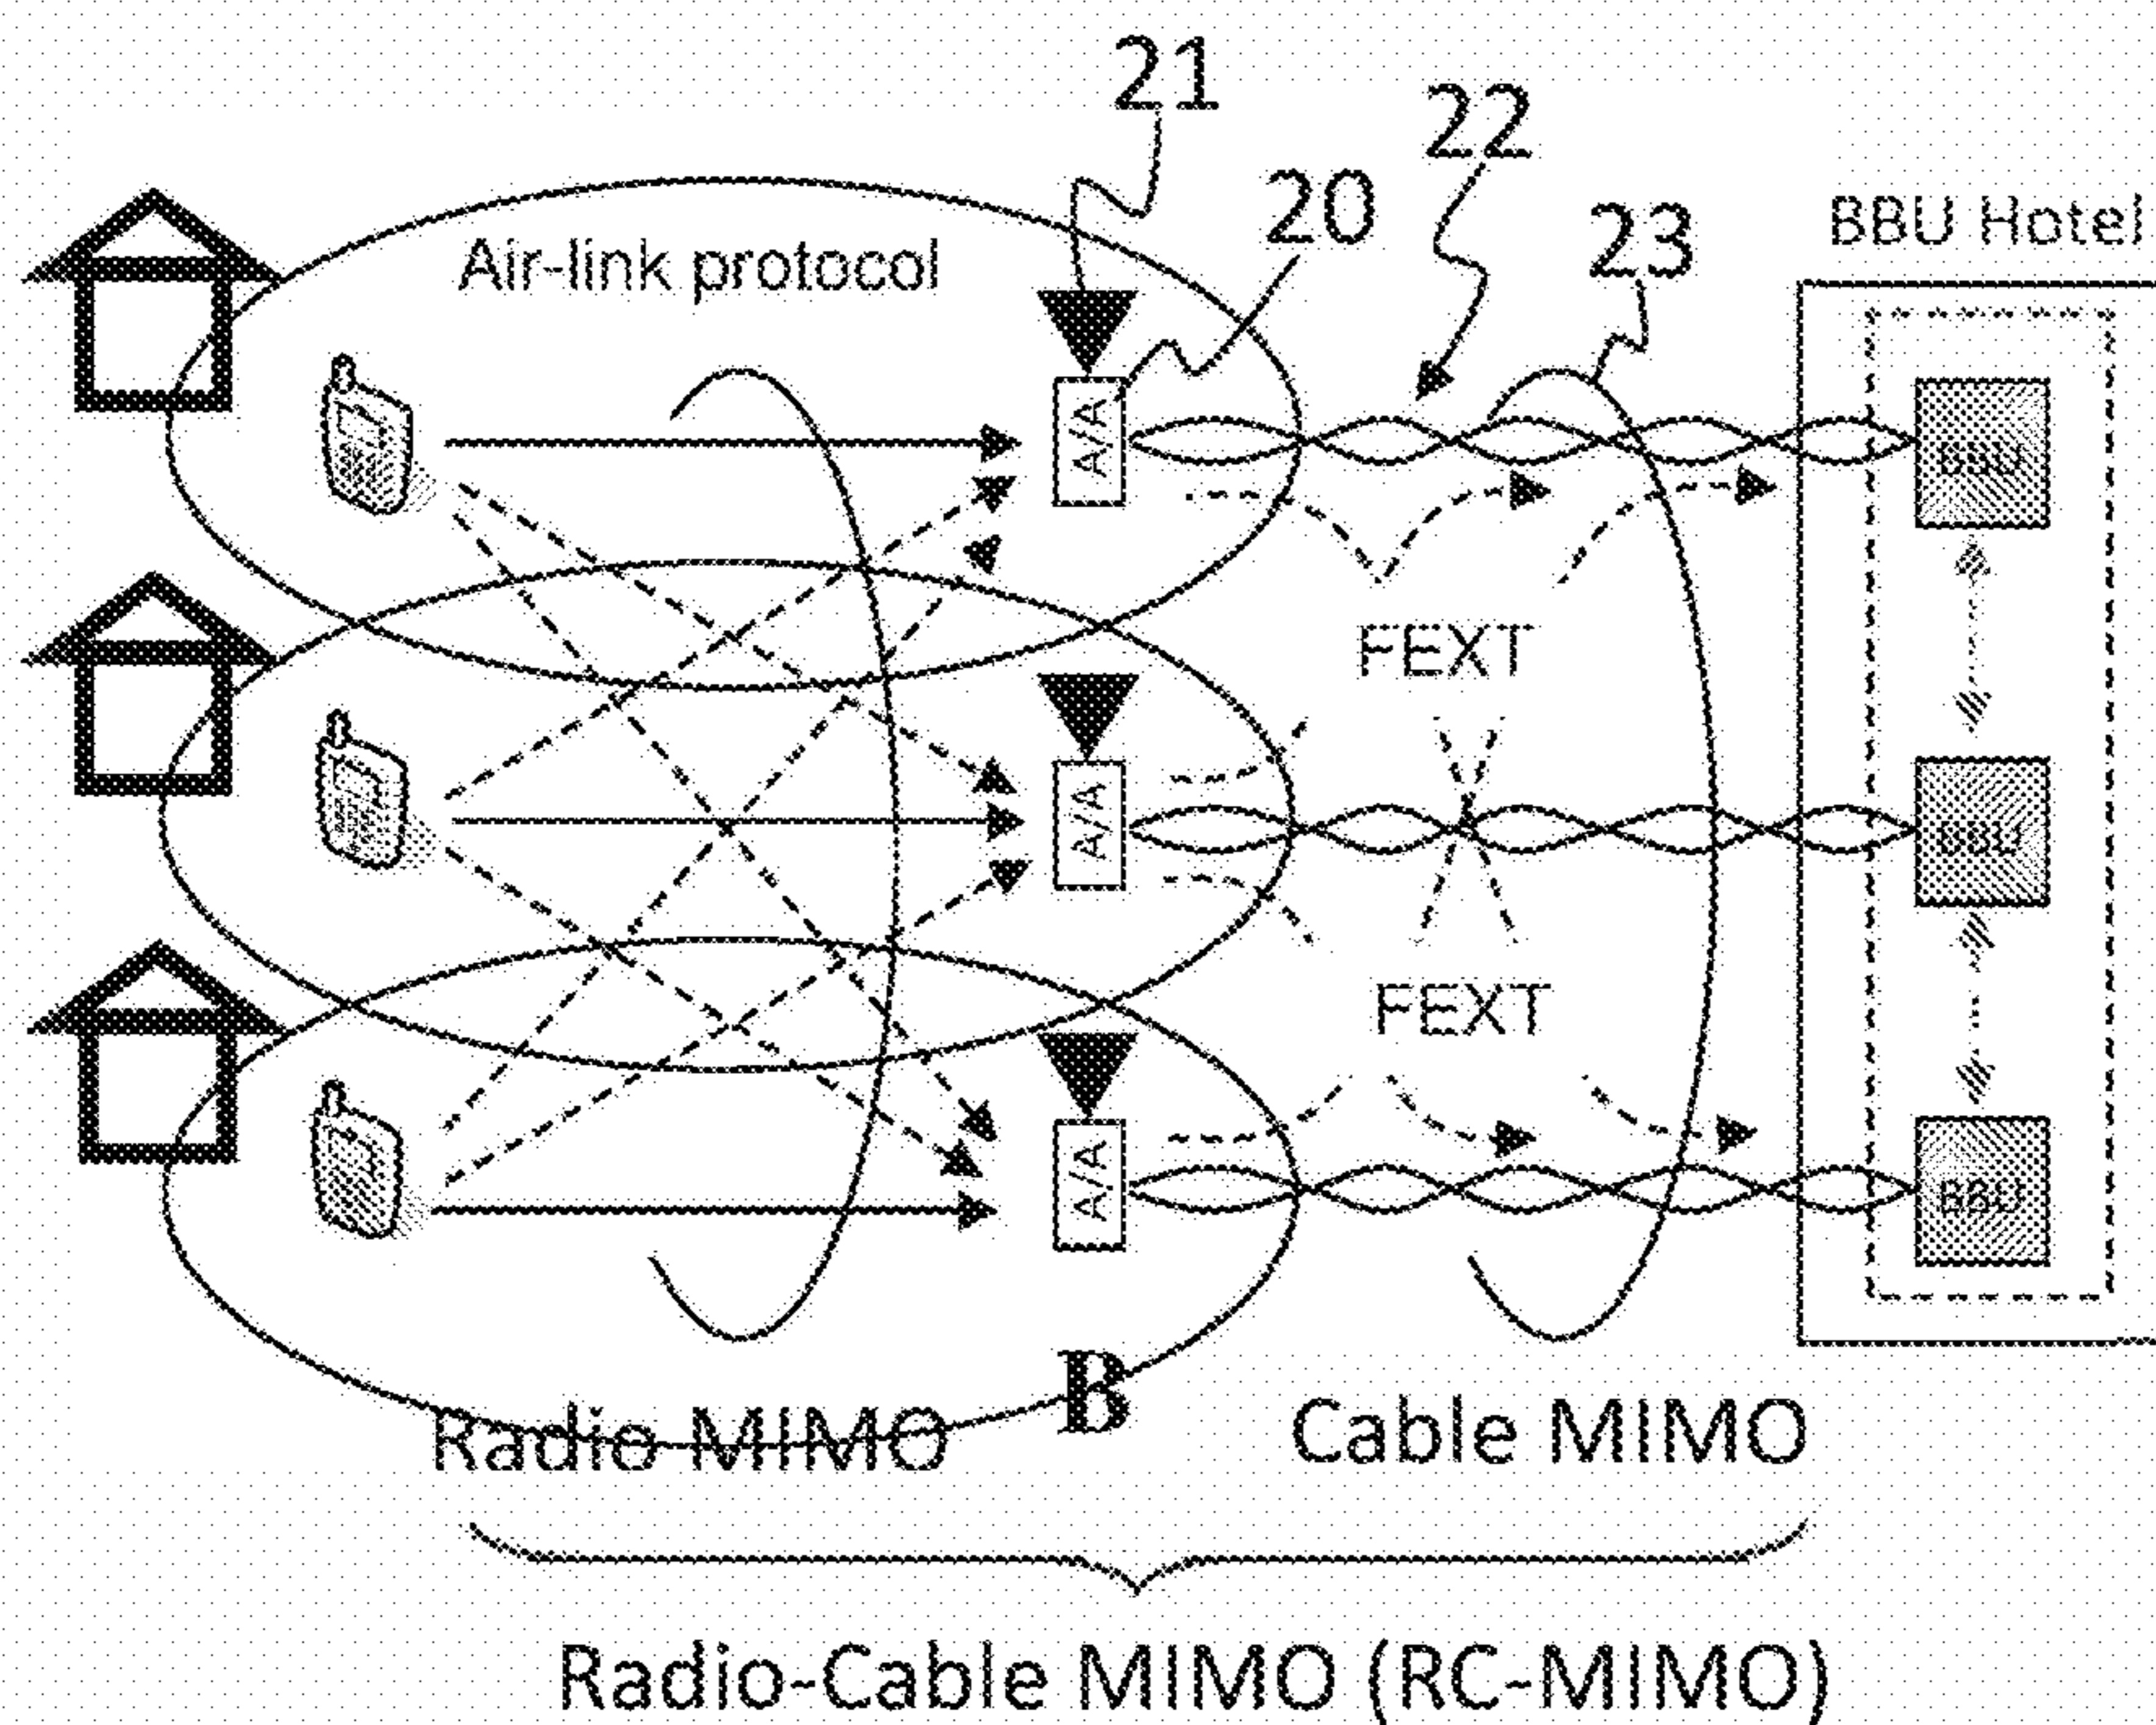 21
22
20
23
BBU Hotel
Air-link protocol
A/A
BBU
FEXT
A/A
BBU
FEXT
A/A
BBU
B
Radio MIMO
Cable MIMO
Radio-Cable MIMO (RC-MIMO)